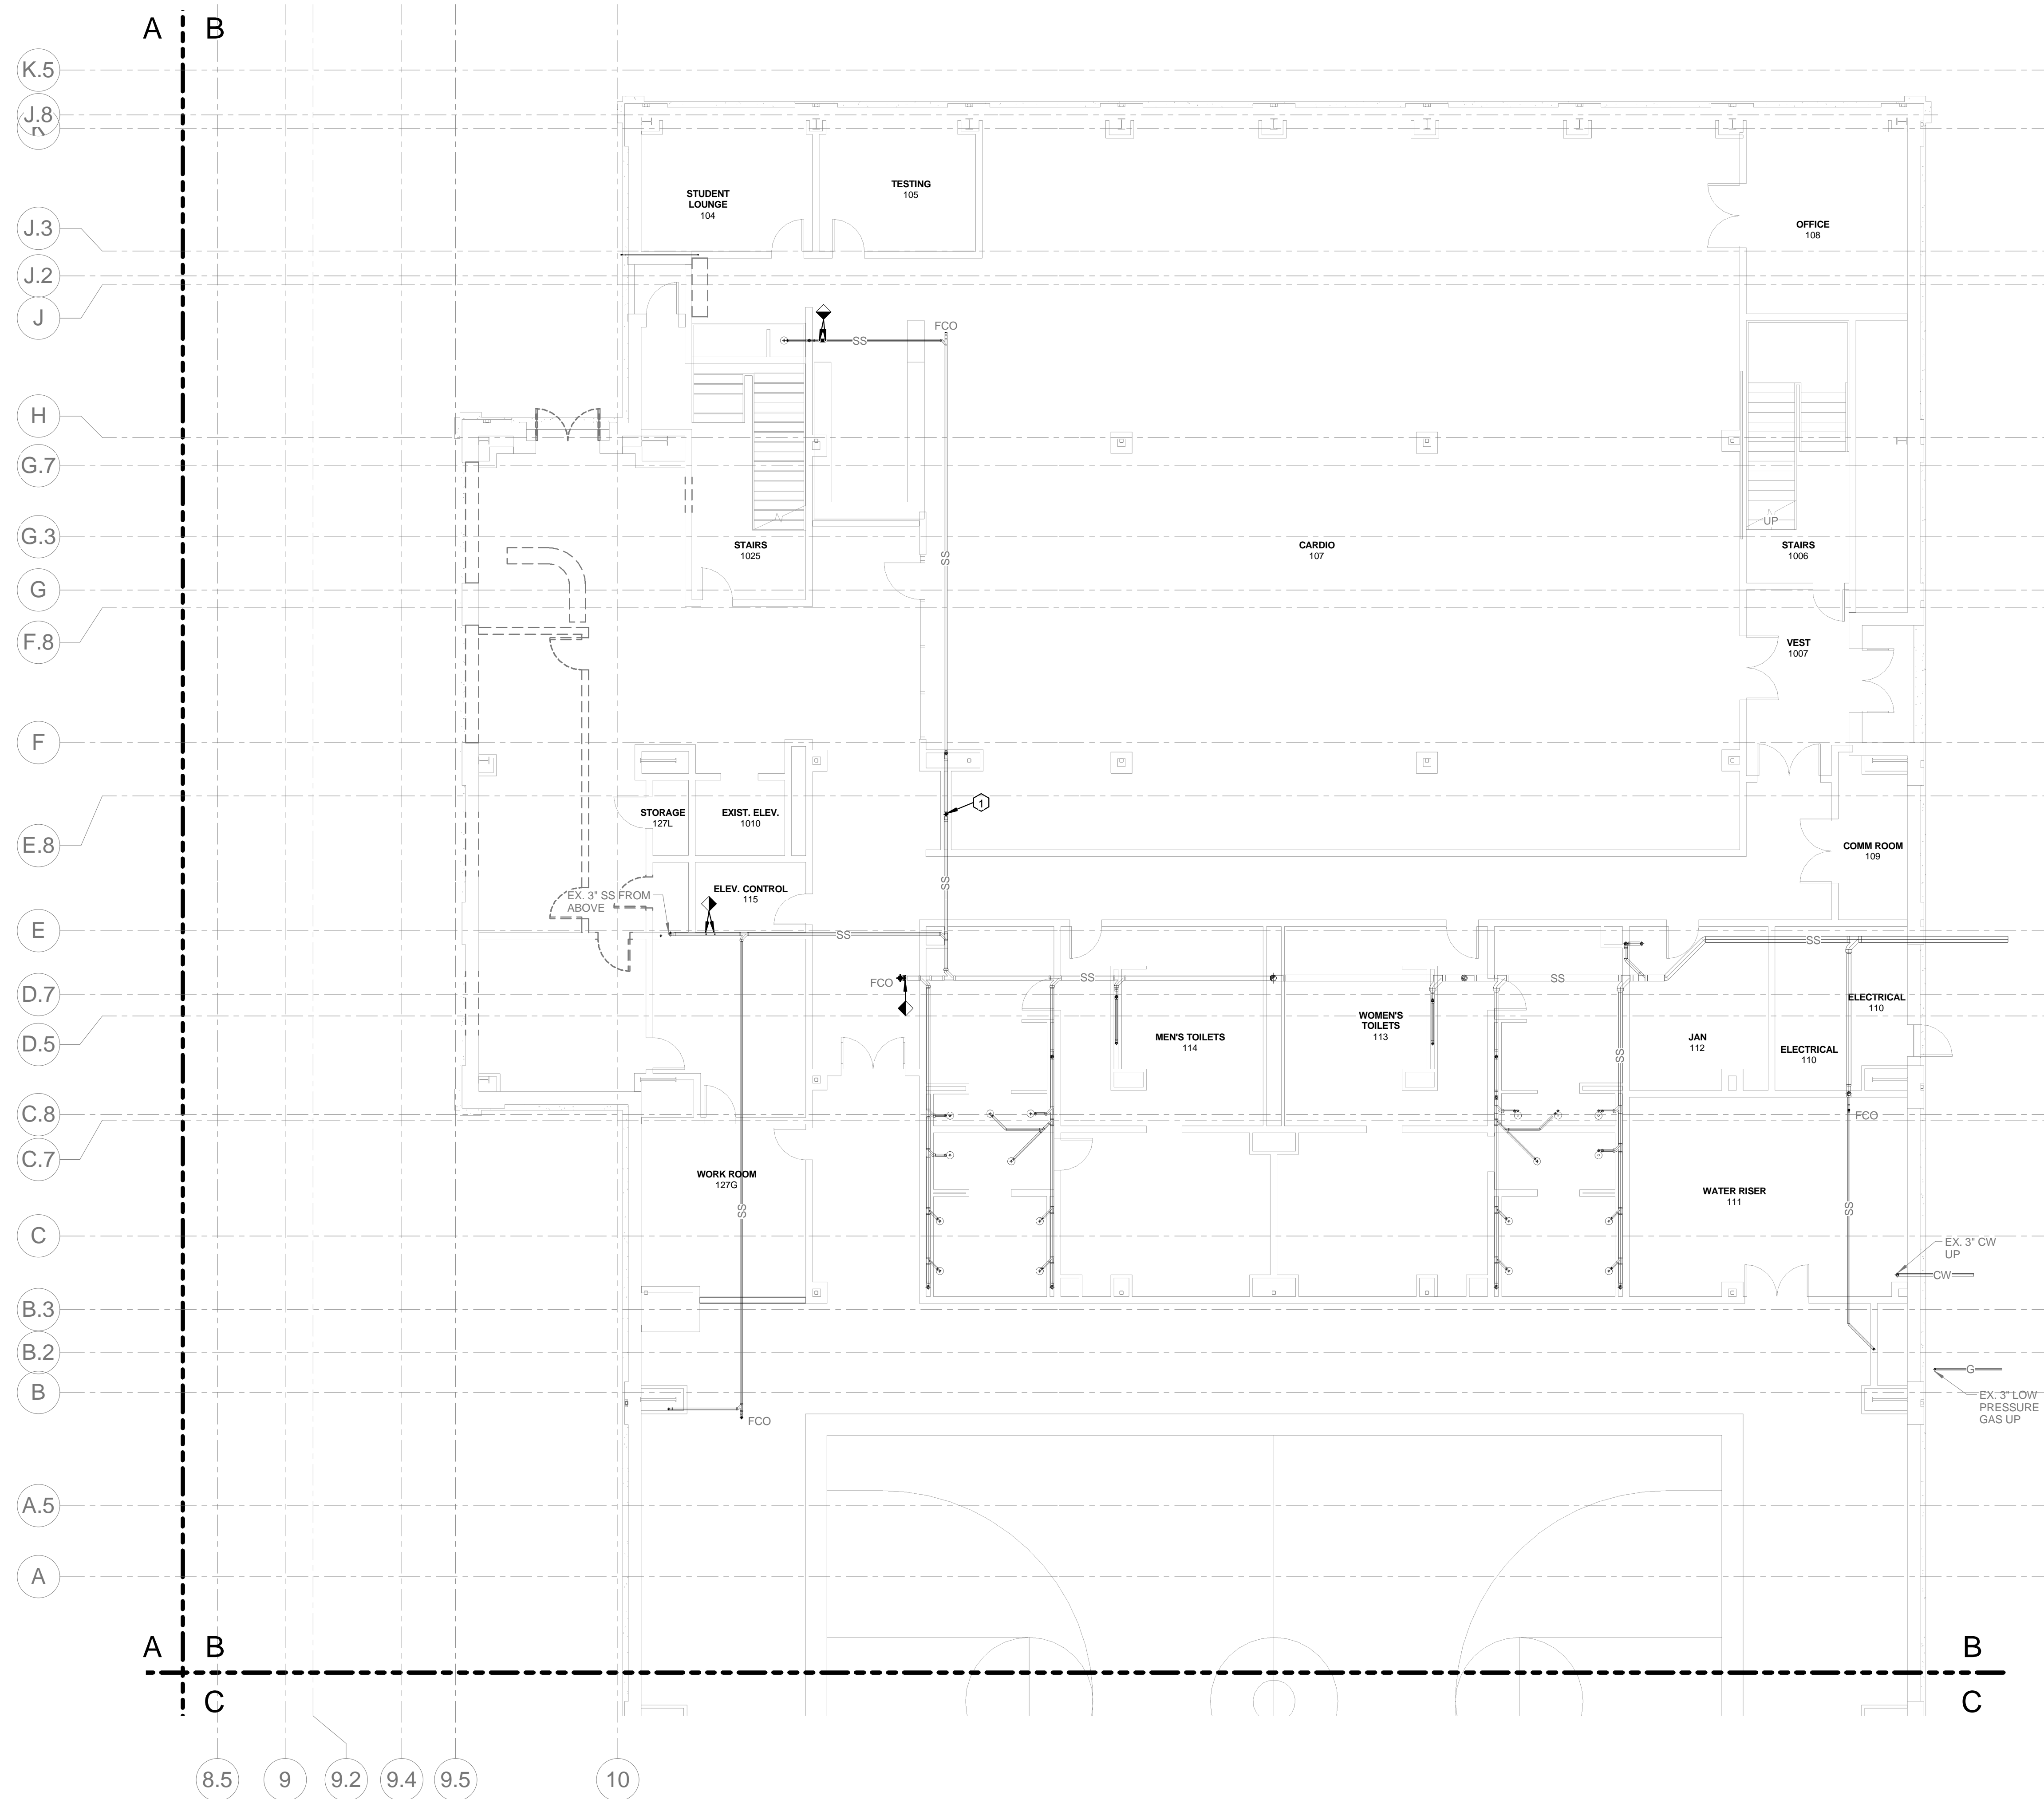 A B
K.5
J.8
K
J.3
J.2
J
H
G.7
G.3
G
F.8
F
E.8
E
D.7
D.5
C.8
C.7
C
B.3
B.2
B
A.5
A
STUDENT
LOUNGE
104
TESTING
105
OFFICE
108
FCO
SS
SS
STAIRS
1025
CARDIO
107
UP
STAIRS
1006
VEST
1007
STORAGE
127L
EXIST. ELEV.
1010
1
COMM ROOM
109
ELEV. CONTROL
115
EX. 3" SS FROM
ABOVE
SS
SS
SS
FCO
SS
SS
ELECTRICAL
110
WOMEN'S
TOILETS
113
MEN'S TOILETS
114
JAN
112
ELECTRICAL
110
SS
FCO
WORK ROOM
127G
SS
WATER RISER
111
SS
EX. 3" CW
UP
CW
G
EX. 3" LOW
PRESSURE
GAS UP
FCO
A B
B
C
C
8.5
9
9.2
9.4
9.5
10